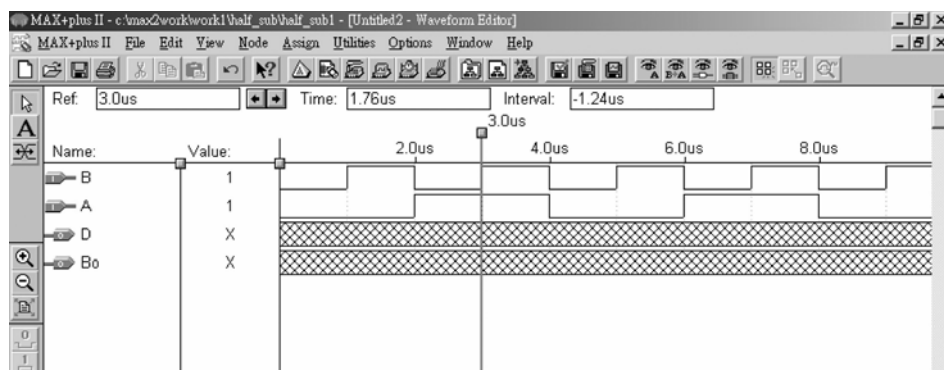 MAX+plus II - c:\max2work\work1\half_sub\half_sub1 - [Untitled2 - Waveform Editor]
MAX+plus II File Edit View Node Assign Utilities Options Window Help
Ref: 3.0us Time: 1.76us Interval: -1.24us
3.0us
Name: Value: 2.0us 4.0us 6.0us 8.0us
B 1
A 1
D X
Bo X
A
0
1